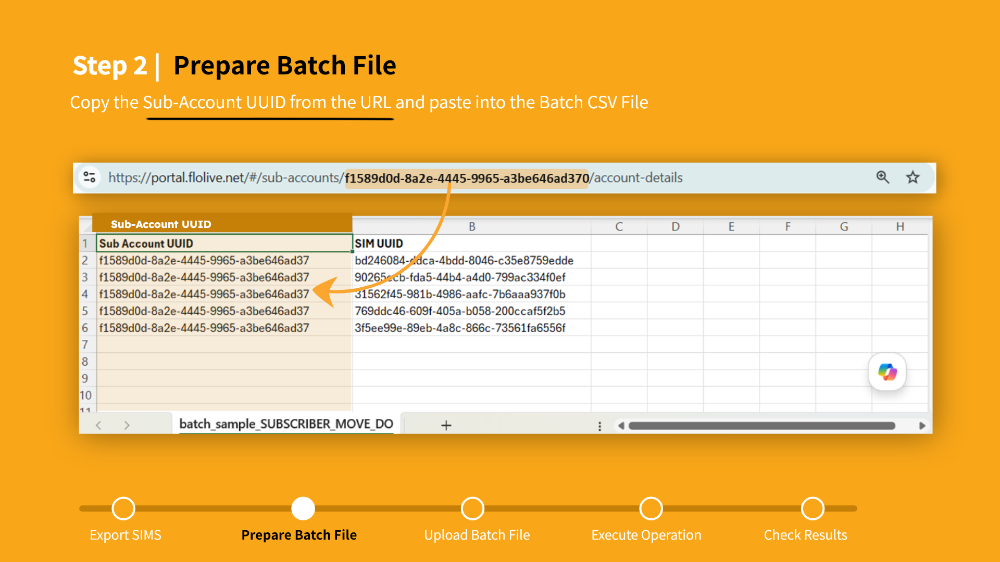 Step 2 | Prepare Batch File
Copy the Sub-Account UUID from the URL and paste into the Batch CSV File
https://portal.flolive.net/#/sub-accounts/f1589d0d-8a2e-4445-9965-a3be646ad370/account-details
Sub-Account UUID B C D E F G H
1 Sub Account UUID SIM UUID
2 f1589d0d-8a2e-4445-9965-a3be646ad37 bd246084-ddca-4bdd-8046-c35e8759edde
3 f1589d0d-8a2e-4445-9965-a3be646ad37 90265ecb-fda5-44b4-a4d0-799ac334f0ef
4 f1589d0d-8a2e-4445-9965-a3be646ad37 31562f45-981b-4986-aafc-7b6aaa937f0b
5 f1589d0d-8a2e-4445-9965-a3be646ad37 769ddc46-609f-405a-b058-200ccaf5f2b5
6 f1589d0d-8a2e-4445-9965-a3be646ad37 3f5ee99e-89eb-4a8c-866c-73561fa6556f
7
8
9
10
11
batch_sample_SUBSCRIBER_MOVE_DO
Export SIMS Prepare Batch File Upload Batch File Execute Operation Check Results